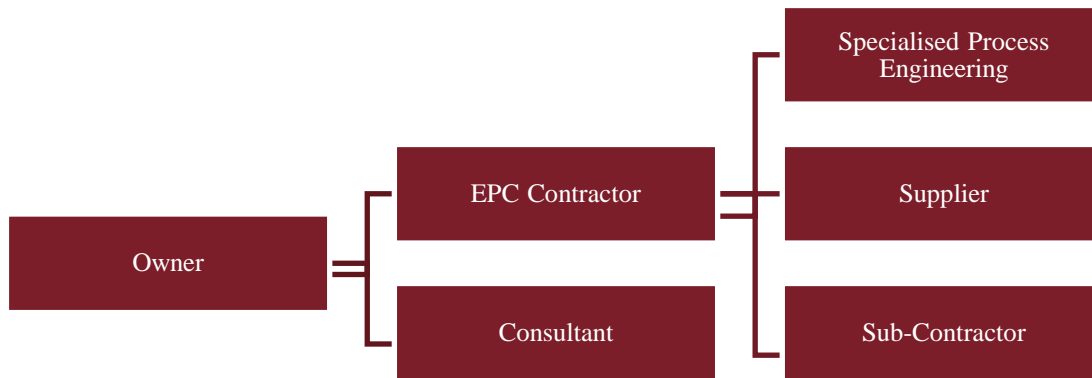 Specialised Process
Engineering
EPC Contractor
Supplier
Owner
Consultant
Sub-Contractor